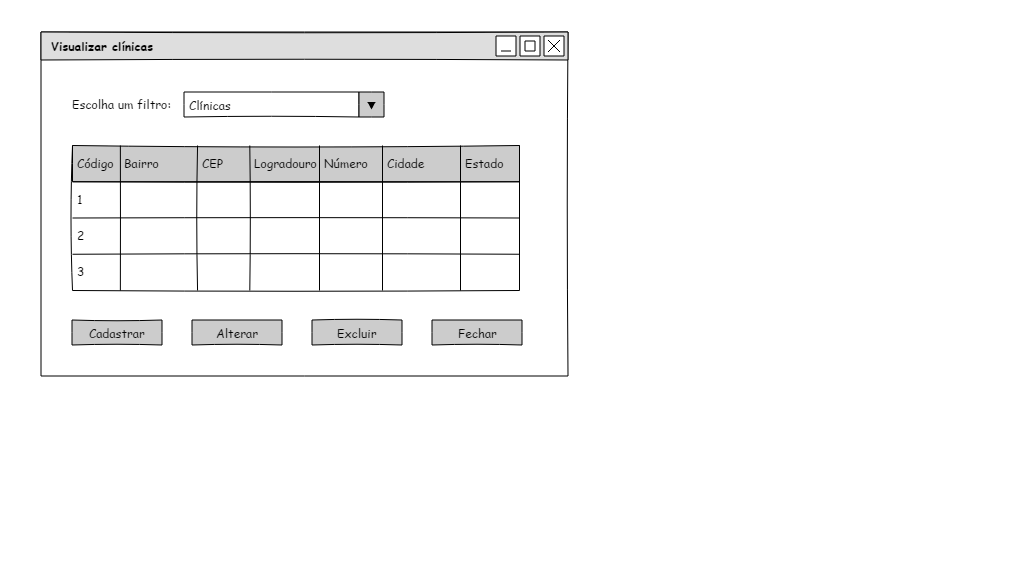 Visualizar clínicas
Escolha um filtro: Clínicas
Código Bairro CEP Logradouro Número Cidade Estado
1
2
3
Cadastrar Alterar Excluir Fechar